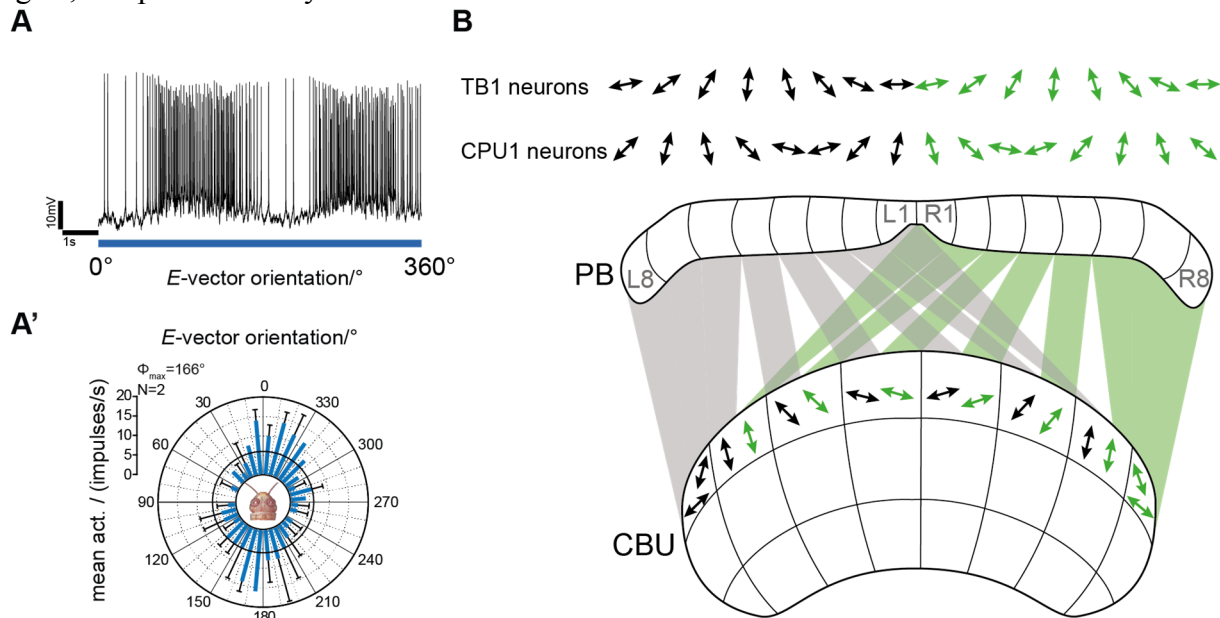 A
10mV
1s
0°
360°
E-vector orientation/°
A'
E-vector orientation/°
Φmax=166°
N=2
mean act. / (impulses/s)
20
15
10
5
0
0
330
300
270
240
210
180
150
120
90
60
30
B
TB1 neurons
CPU1 neurons
L1 R1
PB
L8
R8
CBU